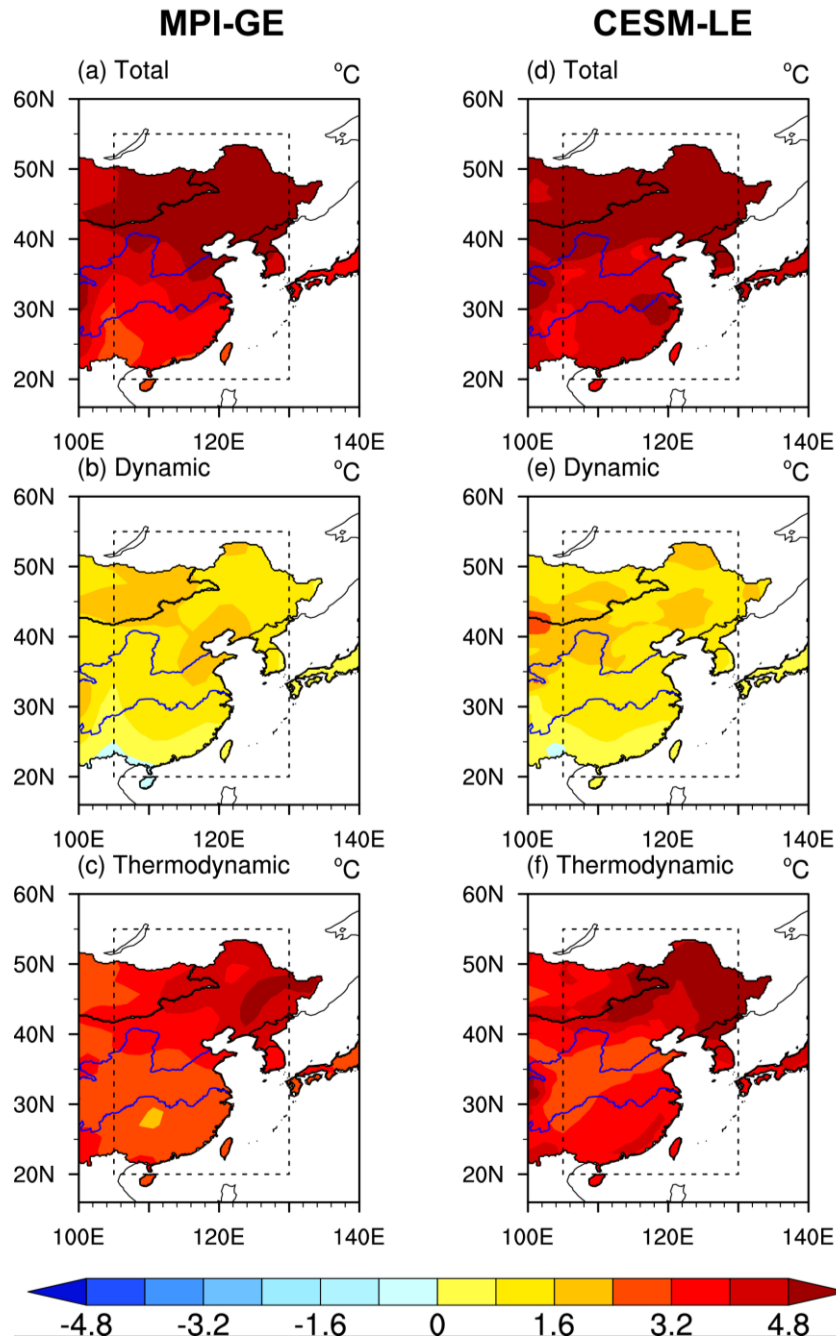 MPI-GE CESM-LE
(a) Total °C (d) Total °C
60N 60N
50N 50N
40N 40N
30N 30N
20N 20N
100E 120E 140E 100E 120E 140E
(b) Dynamic °C (e) Dynamic °C
60N 60N
50N 50N
40N 40N
30N 30N
20N 20N
100E 120E 140E 100E 120E 140E
(c) Thermodynamic °C (f) Thermodynamic °C
60N 60N
50N 50N
40N 40N
30N 30N
20N 20N
100E 120E 140E 100E 120E 140E
-4.8 -3.2 -1.6 0 1.6 3.2 4.8